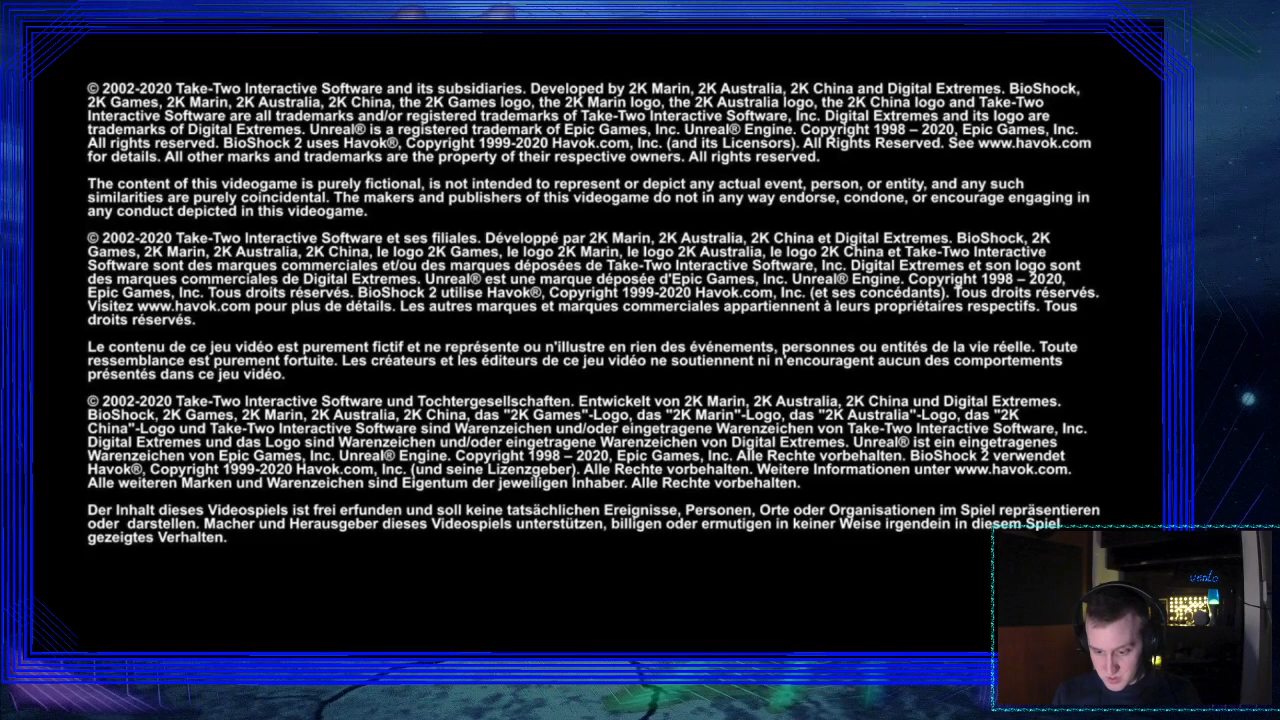 © 2002-2020 Take-Two Interactive Software and its subsidiaries. Developed by 2K Marin, 2K Australia, 2K China and Digital Extremes. BioShock,
2K Games, 2K Marin, 2K Australia, 2K China, the 2K Games logo, the 2K Marin logo, the 2K Australia logo, the 2K China logo and Take-Two
Interactive Software are all trademarks and/or registered trademarks of Take-Two Interactive Software, Inc. Digital Extremes and its logo are
trademarks of Digital Extremes. Unreal® is a registered trademark of Epic Games, Inc. Unreal® Engine. Copyright 1998 – 2020, Epic Games, Inc.
All rights reserved. BioShock 2 uses Havok®, Copyright 1999-2020 Havok.com, Inc. (and its Licensors). All Rights Reserved. See www.havok.com
for details. All other marks and trademarks are the property of their respective owners. All rights reserved.
The content of this videogame is purely fictional, is not intended to represent or depict any actual event, person, or entity, and any such
similarities are purely coincidental. The makers and publishers of this videogame do not in any way endorse, condone, or encourage engaging in
any conduct depicted in this videogame.
© 2002-2020 Take-Two Interactive Software et ses filiales. Développé par 2K Marin, 2K Australia, 2K China et Digital Extremes. BioShock, 2K
Games, 2K Marin, 2K Australia, 2K China, le logo 2K Games, le logo 2K Marin, le logo 2K Australia, le logo 2K China et Take-Two Interactive
Software sont des marques commerciales et/ou des marques déposées de Take-Two Interactive Software, Inc. Digital Extremes et son logo sont
des marques commerciales de Digital Extremes. Unreal® est une marque déposée d'Epic Games, Inc. Unreal® Engine. Copyright 1998 – 2020,
Epic Games, Inc. Tous droits réservés. BioShock 2 utilise Havok®, Copyright 1999-2020 Havok.com, Inc. (et ses concédants). Tous droits réservés.
Visitez www.havok.com pour plus de détails. Les autres marques et marques commerciales appartiennent à leurs propriétaires respectifs. Tous
droits réservés.
Le contenu de ce jeu vidéo est purement fictif et ne représente ou n'illustre en rien des événements, personnes ou entités de la vie réelle. Toute
ressemblance est purement fortuite. Les créateurs et les éditeurs de ce jeu vidéo ne soutiennent ni n'encouragent aucun des comportements
présentés dans ce jeu vidéo.
© 2002-2020 Take-Two Interactive Software und Tochtergesellschaften. Entwickelt von 2K Marin, 2K Australia, 2K China und Digital Extremes.
BioShock, 2K Games, 2K Marin, 2K Australia, 2K China, das "2K Games"-Logo, das "2K Marin"-Logo, das "2K Australia"-Logo, das "2K
China"-Logo und Take-Two Interactive Software sind Warenzeichen und/oder eingetragene Warenzeichen von Take-Two Interactive Software, Inc.
Digital Extremes und das Logo sind Warenzeichen und/oder eingetragene Warenzeichen von Digital Extremes. Unreal® ist ein eingetragenes
Warenzeichen von Epic Games, Inc. Unreal® Engine. Copyright 1998 – 2020, Epic Games, Inc. Alle Rechte vorbehalten. BioShock 2 verwendet
Havok®, Copyright 1999-2020 Havok.com, Inc. (und seine Lizenzgeber). Alle Rechte vorbehalten. Weitere Informationen unter www.havok.com.
Alle weiteren Marken und Warenzeichen sind Eigentum der jeweiligen Inhaber. Alle Rechte vorbehalten.
Der Inhalt dieses Videospiels ist frei erfunden und soll keine tatsächlichen Ereignisse, Personen, Orte oder Organisationen im Spiel repräsentieren
oder darstellen. Macher und Herausgeber dieses Videospiels unterstützen, billigen oder ermutigen in keiner Weise irgendein in diesem Spiel
gezeigtes Verhalten.